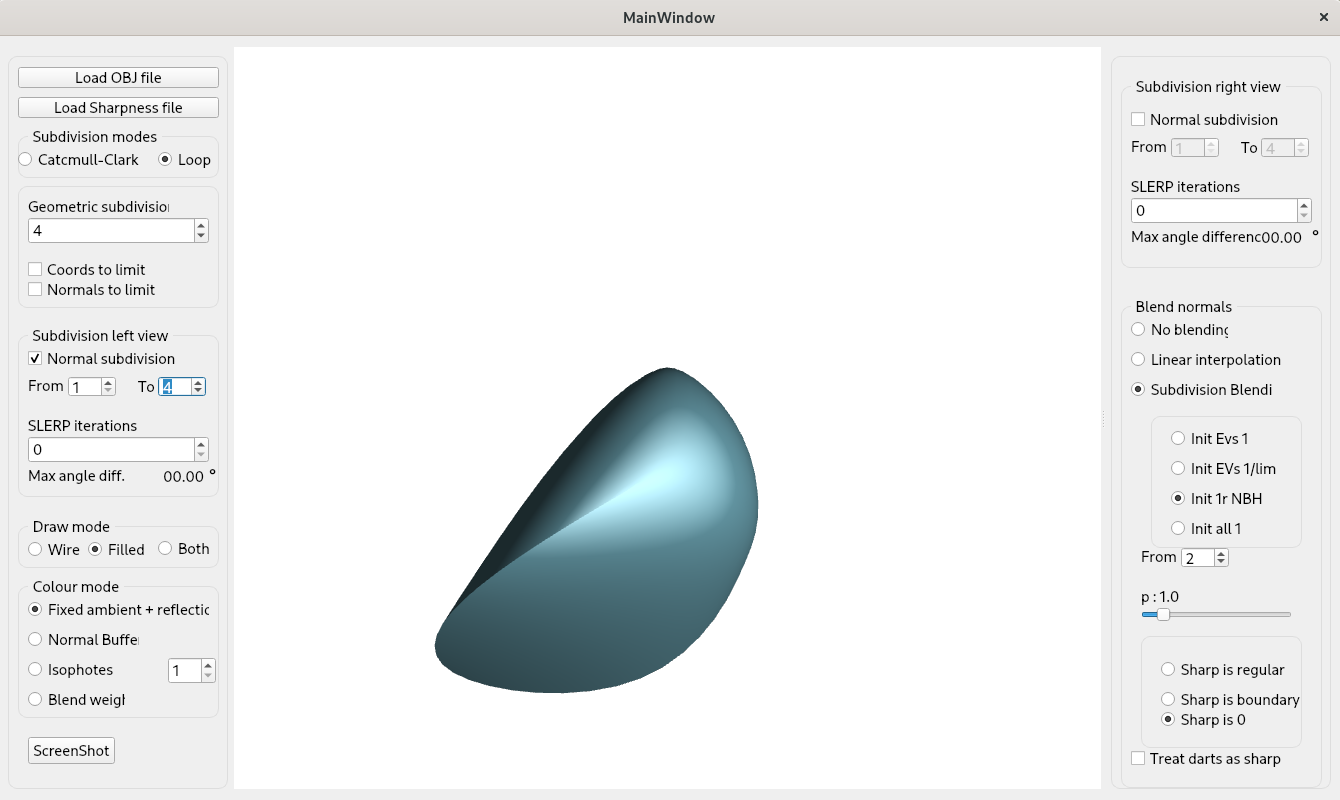 MainWindow
×
Load OBJ file
Load Sharpness file
Subdivision modes
Catcmull-Clark Loop
Geometric subdivisio
4
Coords to limit
Normals to limit
Subdivision left view
Normal subdivision
From 1 To 4
SLERP iterations
0
Max angle diff. 00.00 °
Draw mode
Wire Filled Both
Colour mode
Fixed ambient + reflectic
Normal Buffe
Isophotes 1
Blend weigh
ScreenShot
Subdivision right view
Normal subdivision
From 1 To 4
SLERP iterations
0
Max angle differenc00.00 °
Blend normals
No blending
Linear interpolation
Subdivision Blendi
Init Evs 1
Init EVs 1/lim
Init 1r NBH
Init all 1
From 2
p : 1.0
Sharp is regular
Sharp is boundary
Sharp is 0
Treat darts as sharp